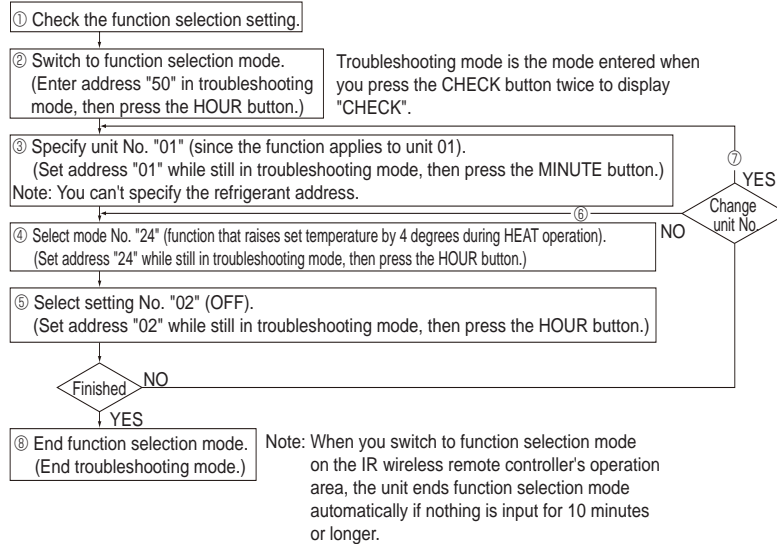 ① Check the function selection setting.
② Switch to function selection mode.
(Enter address "50" in troubleshooting
mode, then press the HOUR button.)
Troubleshooting mode is the mode entered when
you press the CHECK button twice to display
"CHECK".
③ Specify unit No. "01" (since the function applies to unit 01).
(Set address "01" while still in troubleshooting mode, then press the MINUTE button.)
Note: You can't specify the refrigerant address.
⑦
YES
Change
unit No.
⑥
NO
④ Select mode No. "24" (function that raises set temperature by 4 degrees during HEAT operation).
(Set address "24" while still in troubleshooting mode, then press the HOUR button.)
⑤ Select setting No. "02" (OFF).
(Set address "02" while still in troubleshooting mode, then press the HOUR button.)
Finished
NO
YES
⑧ End function selection mode.
(End troubleshooting mode.)
Note: When you switch to function selection mode
on the IR wireless remote controller's operation
area, the unit ends function selection mode
automatically if nothing is input for 10 minutes
or longer.